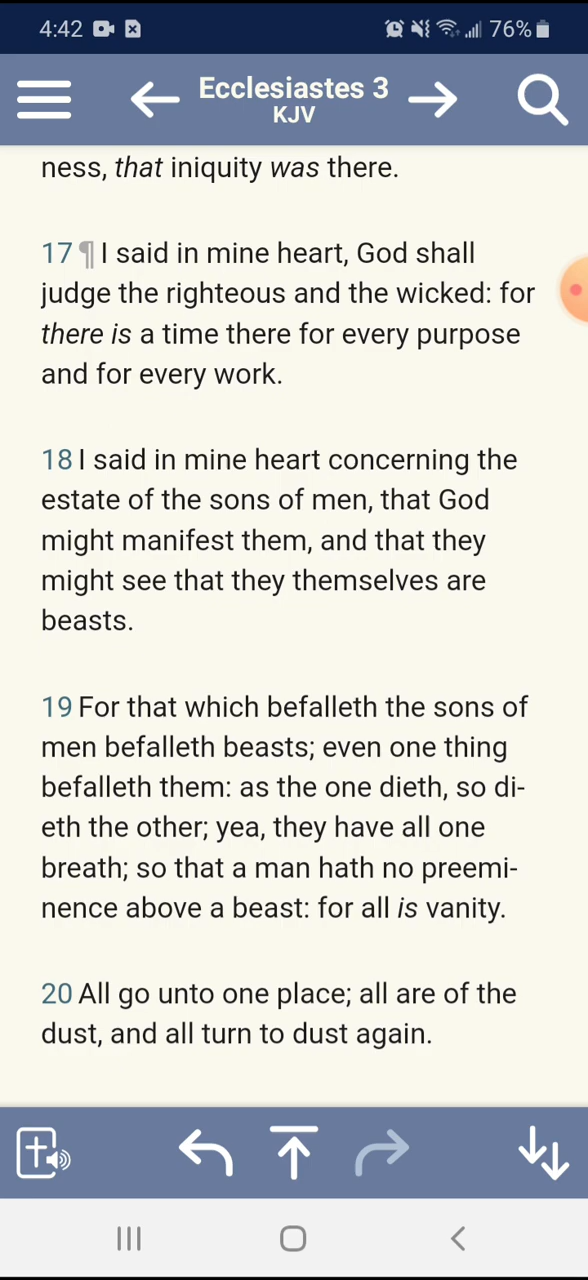 4:42 76%
Ecclesiastes 3
KJV
ness, that iniquity was there.
17 ¶ I said in mine heart, God shall
judge the righteous and the wicked: for
there is a time there for every purpose
and for every work.
18 I said in mine heart concerning the
estate of the sons of men, that God
might manifest them, and that they
might see that they themselves are
beasts.
19 For that which befalleth the sons of
men befalleth beasts; even one thing
befalleth them: as the one dieth, so di-
eth the other; yea, they have all one
breath; so that a man hath no preemi-
nence above a beast: for all is vanity.
20 All go unto one place; all are of the
dust, and all turn to dust again.